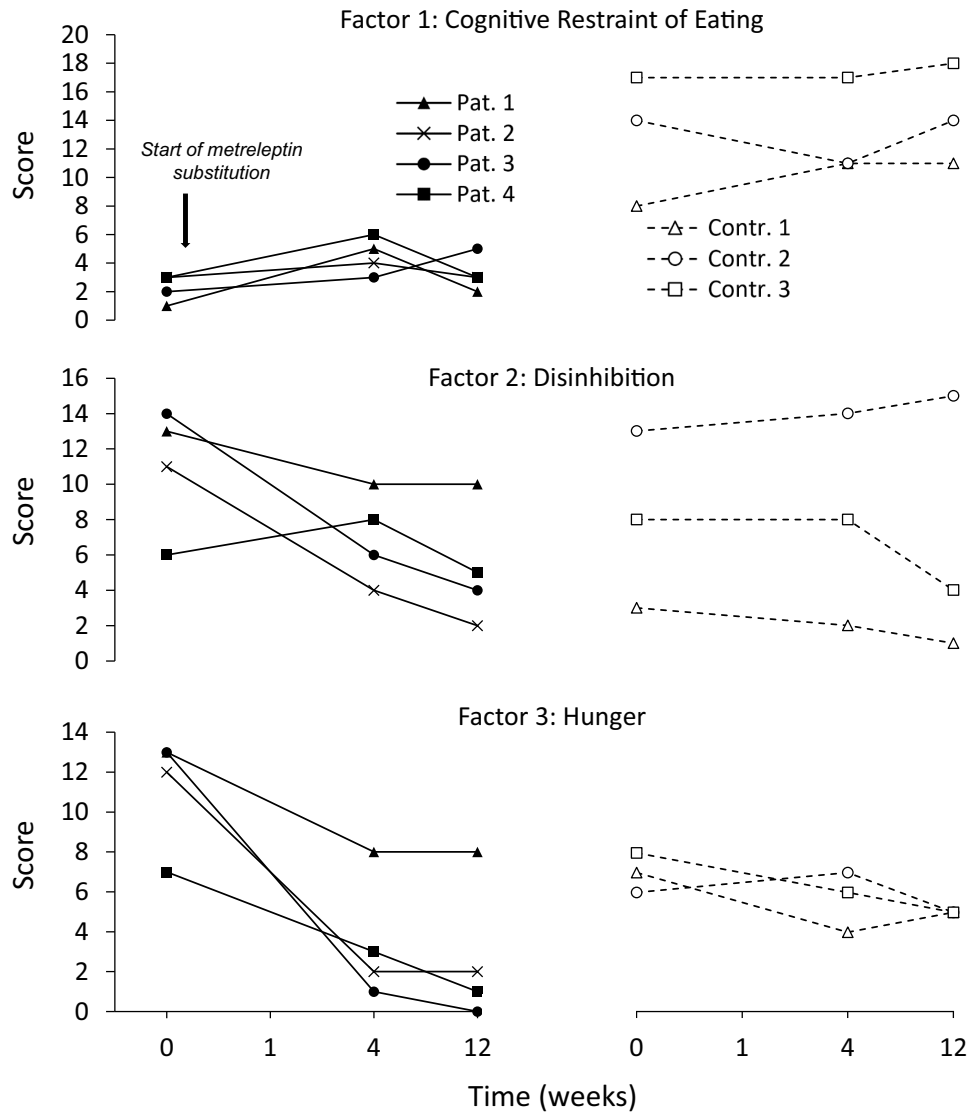 Factor 1: Cognitive Restraint of Eating
20
18
16
14
12
10
8
6
4
2
0
Score
Start of metreleptin
substitution
Pat. 1
Pat. 2
Pat. 3
Pat. 4
Contr. 1
Contr. 2
Contr. 3
Factor 2: Disinhibition
16
14
12
10
8
6
4
2
0
Score
Factor 3: Hunger
14
12
10
8
6
4
2
0
Score
0 1 4 12 0 1 4 12
Time (weeks)